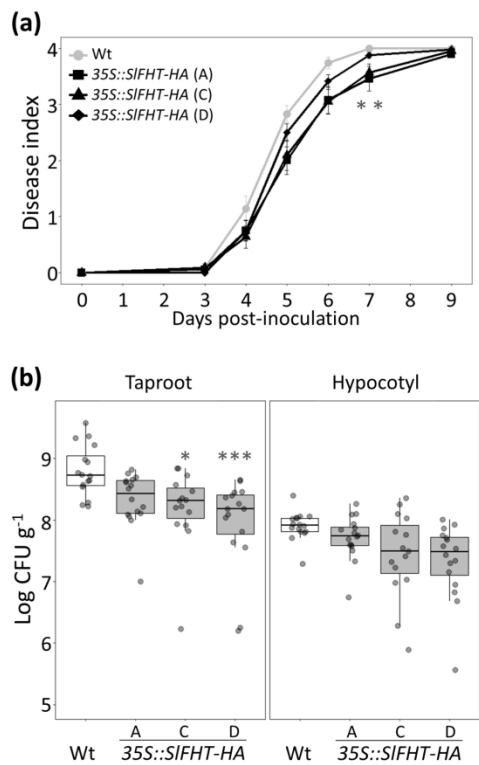 (a)
Wt
35S::SlFHT-HA (A)
35S::SlFHT-HA (C)
35S::SlFHT-HA (D)
Disease index
4
3
2
1
0
* *
0 1 2 3 4 5 6 7 8 9
Days post-inoculation
(b)
Taproot Hypocotyl
Log CFU g-1
9
8
7
6
5
* ***
A C D A C D
Wt 35S::SlFHT-HA Wt 35S::SlFHT-HA